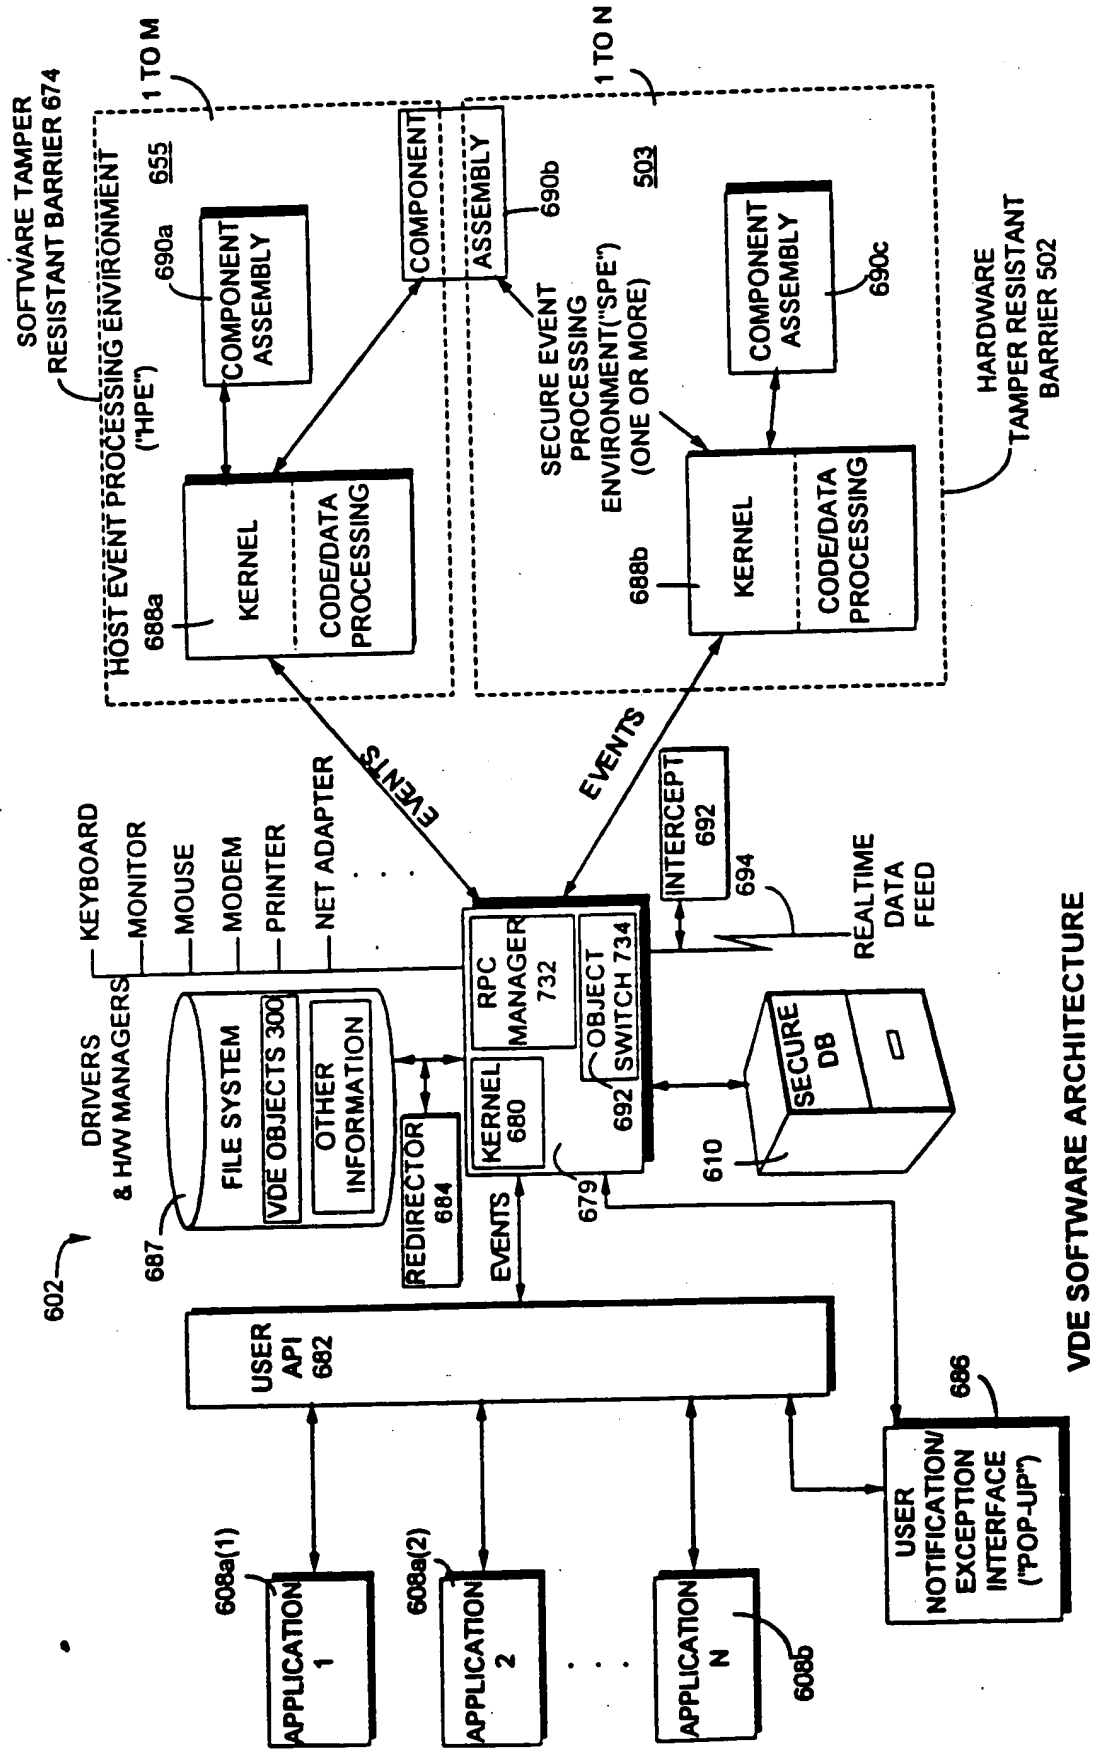 602
APPLICATION
1
608a(1)
APPLICATION
2
608a(2)
APPLICATION
N
608b
USER
API
682
USER
NOTIFICATION/
EXCEPTION
INTERFACE
("POP-UP")
686
EVENTS
REDIRECTOR
684
687
FILE SYSTEM
VDE OBJECTS 300
OTHER
INFORMATION
DRIVERS
& H/W MANAGERS
KEYBOARD
MONITOR
MOUSE
MODEM
PRINTER
NET ADAPTER
KERNEL
680
RPC
MANAGER
732
OBJECT
SWITCH 734
692
679
SECURE
DB
610
INTERCEPT
692
694
REALTIME
DATA
FEED
EVENTS
EVENTS
SOFTWARE TAMPER
RESISTANT BARRIER 674
HOST EVENT PROCESSING ENVIRONMENT
("HPE")
655
1 TO M
688a
KERNEL
CODE/DATA
PROCESSING
690a
COMPONENT
ASSEMBLY
COMPONENT
ASSEMBLY
690b
SECURE EVENT
PROCESSING
ENVIRONMENT("SPE")
(ONE OR MORE)
503
1 TO N
688b
KERNEL
CODE/DATA
PROCESSING
COMPONENT
ASSEMBLY
690c
HARDWARE
TAMPER RESISTANT
BARRIER 502
VDE SOFTWARE ARCHITECTURE